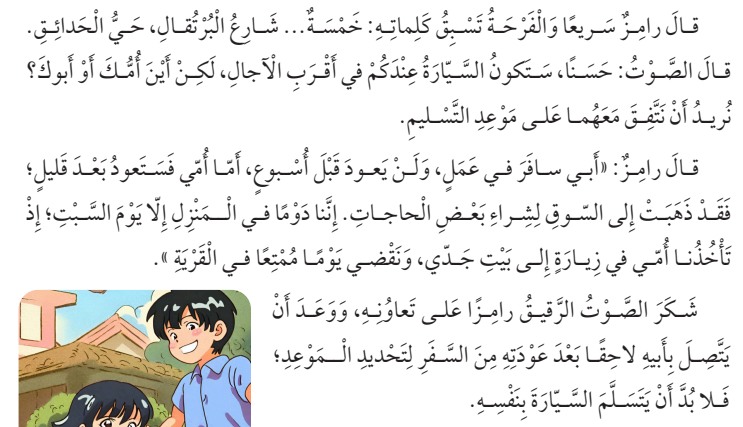 قالَ رامِزٌ سَريعًا وَالْفَرْحَةُ تَسْبِقُ كَلِماتِهِ: خَمْسَةٌ... شارِعُ الْبُرْتُقالِ، حَيُّ الْحَدائِقِ.
قالَ الصَّوْتُ: حَسَنًا، سَتَكونُ السَّيّارَةُ عِنْدَكُمْ في أَقْرَبِ الْآجالِ، لَكِنْ أَيْنَ أُمُّكَ أَوْ أَبوكَ؟
نُريدُ أَنْ نَتَّفِقَ مَعَهُما عَلى مَوْعِدِ التَّسْليمِ.
قالَ رامِزٌ: «أَبي سافَرَ في عَمَلٍ، وَلَنْ يَعودَ قَبْلَ أُسْبوعٍ، أَمّا أُمّي فَسَتَعودُ بَعْدَ قَليلٍ؛
فَقَدْ ذَهَبَتْ إِلى السّوقِ لِشِراءِ بَعْضِ الْحاجاتِ. إِنَّنا دَوْمًا في الْمَنْزِلِ إِلّا يَوْمَ السَّبْتِ؛ إِذْ
تَأْخُذُنا أُمّي في زِيارَةٍ إِلى بَيْتِ جَدّي، وَنَقْضي يَوْمًا مُمْتِعًا في الْقَرْيَةِ».
شَكَرَ الصَّوْتُ الرَّقيقُ رامِزًا عَلى تَعاوُنِهِ، وَوَعَدَ أَنْ
يَتَّصِلَ بِأَبيهِ لاحِقًا بَعْدَ عَوْدَتِهِ مِنَ السَّفَرِ لِتَحْديدِ الْمَوْعِدِ؛
فَلا بُدَّ أَنْ يَتَسَلَّمَ السَّيّارَةَ بِنَفْسِهِ.